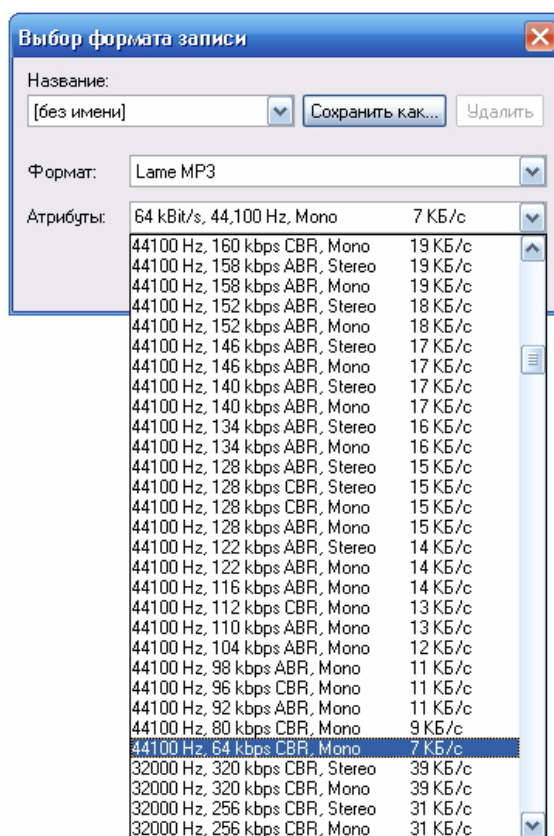 Выбор формата записи
Название:
[без имени]
Сохранить как...
Удалить
Формат:
Lame MP3
Атрибуты:
64 kBit/s, 44,100 Hz, Mono 7 КБ/с
44100 Hz, 160 kbps CBR, Mono 19 КБ/с
44100 Hz, 158 kbps ABR, Stereo 19 КБ/с
44100 Hz, 158 kbps ABR, Mono 19 КБ/с
44100 Hz, 152 kbps ABR, Stereo 18 КБ/с
44100 Hz, 152 kbps ABR, Mono 18 КБ/с
44100 Hz, 146 kbps ABR, Stereo 17 КБ/с
44100 Hz, 146 kbps ABR, Mono 17 КБ/с
44100 Hz, 140 kbps ABR, Stereo 17 КБ/с
44100 Hz, 140 kbps ABR, Mono 17 КБ/с
44100 Hz, 134 kbps ABR, Stereo 16 КБ/с
44100 Hz, 134 kbps ABR, Mono 16 КБ/с
44100 Hz, 128 kbps ABR, Stereo 15 КБ/с
44100 Hz, 128 kbps CBR, Stereo 15 КБ/с
44100 Hz, 128 kbps CBR, Mono 15 КБ/с
44100 Hz, 128 kbps ABR, Mono 15 КБ/с
44100 Hz, 122 kbps ABR, Stereo 14 КБ/с
44100 Hz, 122 kbps ABR, Mono 14 КБ/с
44100 Hz, 116 kbps ABR, Mono 14 КБ/с
44100 Hz, 112 kbps CBR, Mono 13 КБ/с
44100 Hz, 110 kbps ABR, Mono 13 КБ/с
44100 Hz, 104 kbps ABR, Mono 12 КБ/с
44100 Hz, 98 kbps ABR, Mono 11 КБ/с
44100 Hz, 96 kbps CBR, Mono 11 КБ/с
44100 Hz, 92 kbps ABR, Mono 11 КБ/с
44100 Hz, 80 kbps CBR, Mono 9 КБ/с
44100 Hz, 64 kbps CBR, Mono 7 КБ/с
32000 Hz, 320 kbps CBR, Stereo 39 КБ/с
32000 Hz, 320 kbps CBR, Mono 39 КБ/с
32000 Hz, 256 kbps CBR, Stereo 31 КБ/с
32000 Hz, 256 kbps CBR, Mono 31 КБ/с